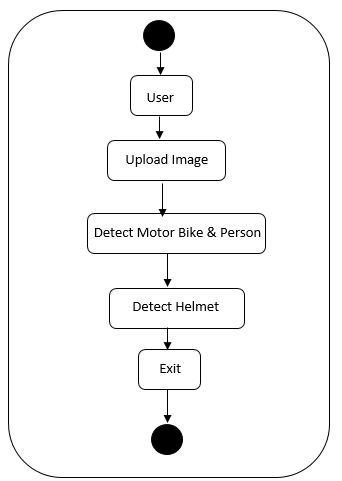 User
Upload Image
Detect Motor Bike & Person
Detect Helmet
Exit